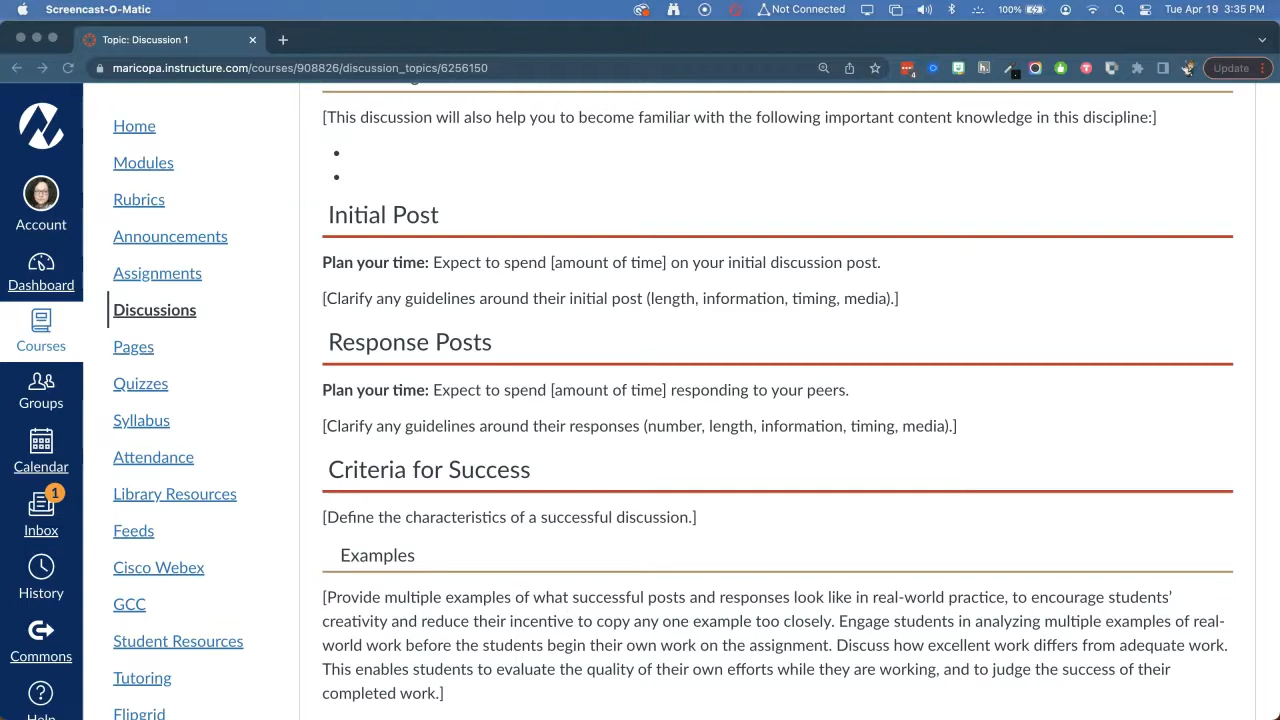 Screencast-O-Matic
Not Connected
100%
Tue Apr 19 3:35 PM
Topic: Discussion 1
maricopa.instructure.com/courses/908826/discussion_topics/6256150
4
h.
Update
Account
Dashboard
Courses
Groups
Calendar
1
Inbox
History
Commons
Help
Home
Modules
Rubrics
Announcements
Assignments
Discussions
Pages
Quizzes
Syllabus
Attendance
Library Resources
Feeds
Cisco Webex
GCC
Student Resources
Tutoring
Flipgrid
[This discussion will also help you to become familiar with the following important content knowledge in this discipline:]
Initial Post
Plan your time: Expect to spend [amount of time] on your initial discussion post.
[Clarify any guidelines around their initial post (length, information, timing, media).]
Response Posts
Plan your time: Expect to spend [amount of time] responding to your peers.
[Clarify any guidelines around their responses (number, length, information, timing, media).]
Criteria for Success
[Define the characteristics of a successful discussion.]
Examples
[Provide multiple examples of what successful posts and responses look like in real-world practice, to encourage students’
creativity and reduce their incentive to copy any one example too closely. Engage students in analyzing multiple examples of real-
world work before the students begin their own work on the assignment. Discuss how excellent work differs from adequate work.
This enables students to evaluate the quality of their own efforts while they are working, and to judge the success of their
completed work.]